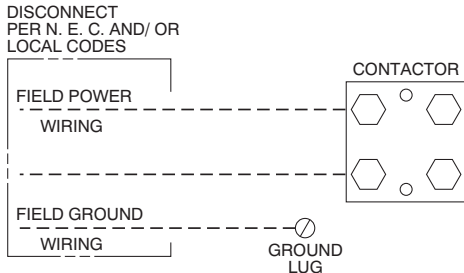 DISCONNECT
PER N. E. C. AND/ OR
LOCAL CODES
CONTACTOR
FIELD POWER
WIRING
FIELD GROUND
WIRING
GROUND
LUG